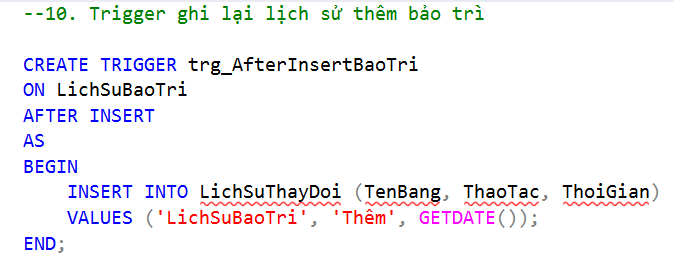 --10. Trigger ghi lại lịch sử thêm bảo trì
CREATE TRIGGER trg_AfterInsertBaoTri
ON LichSuBaoTri
AFTER INSERT
AS
BEGIN
INSERT INTO LichSuThayDoi (TenBang, ThaoTac, ThoiGian)
VALUES ('LichSuBaoTri', 'Thêm', GETDATE());
END;